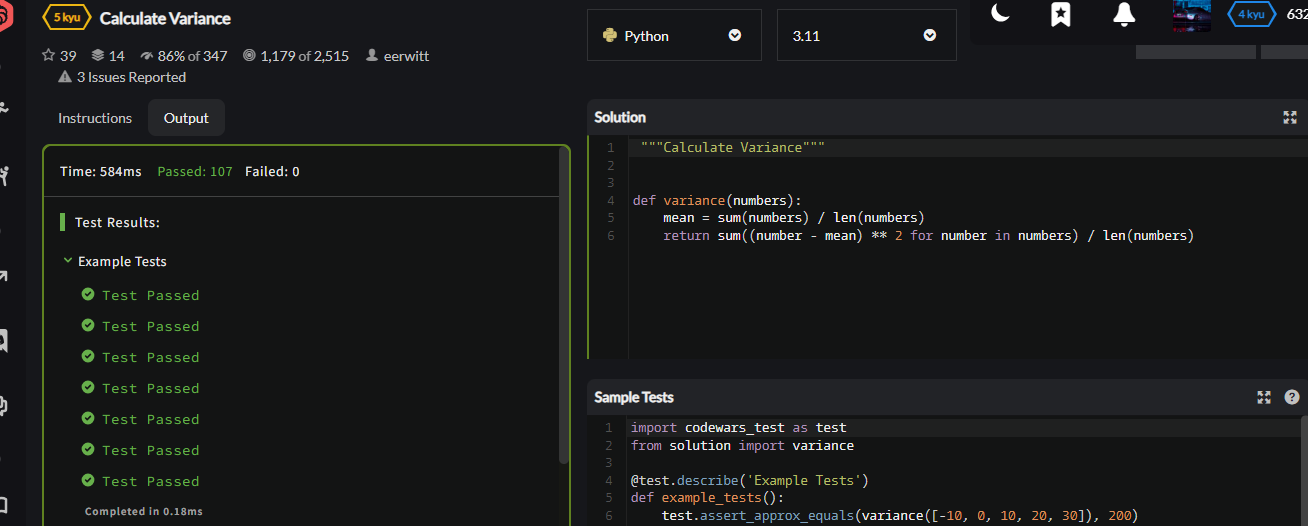 5 kyu Calculate Variance
39 14 86% of 347 1,179 of 2,515 eerwitt
3 Issues Reported
Python 3.11
4 kyu 632
Instructions Output
Time: 584ms Passed: 107 Failed: 0
Test Results:
Example Tests
Test Passed
Test Passed
Test Passed
Test Passed
Test Passed
Test Passed
Test Passed
Completed in 0.18ms
Solution
1 """Calculate Variance"""
2
3
4 def variance(numbers):
5 mean = sum(numbers) / len(numbers)
6 return sum((number - mean) ** 2 for number in numbers) / len(numbers)
Sample Tests
1 import codewars_test as test
2 from solution import variance
3
4 @test.describe('Example Tests')
5 def example_tests():
6 test.assert_approx_equals(variance([-10, 0, 10, 20, 30]), 200)